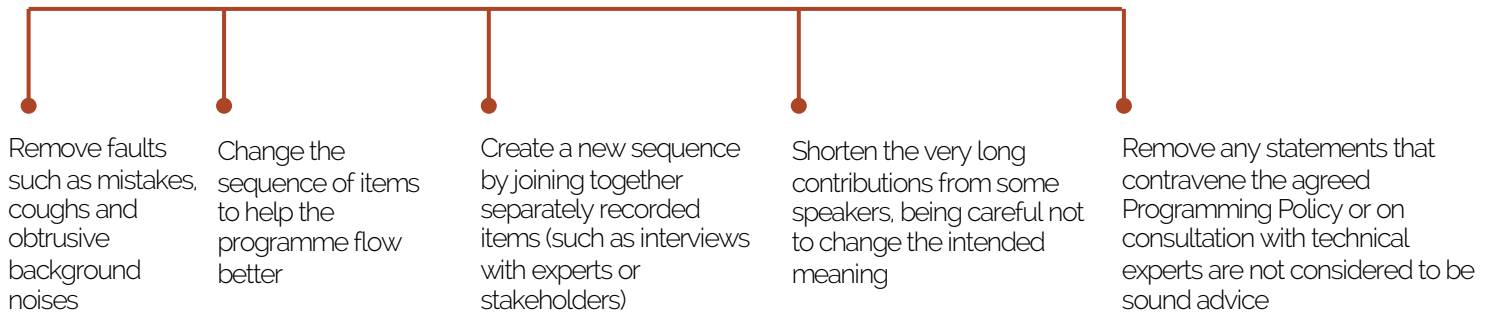 Remove faults
such as mistakes,
coughs and
obtrusive
background
noises
Change the
sequence of items
to help the
programme flow
better
Create a new sequence
by joining together
separately recorded
items (such as interviews
with experts or
stakeholders)
Shorten the very long
contributions from some
speakers, being careful not
to change the intended
meaning
Remove any statements that
contravene the agreed
Programming Policy or on
consultation with technical
experts are not considered to be
sound advice